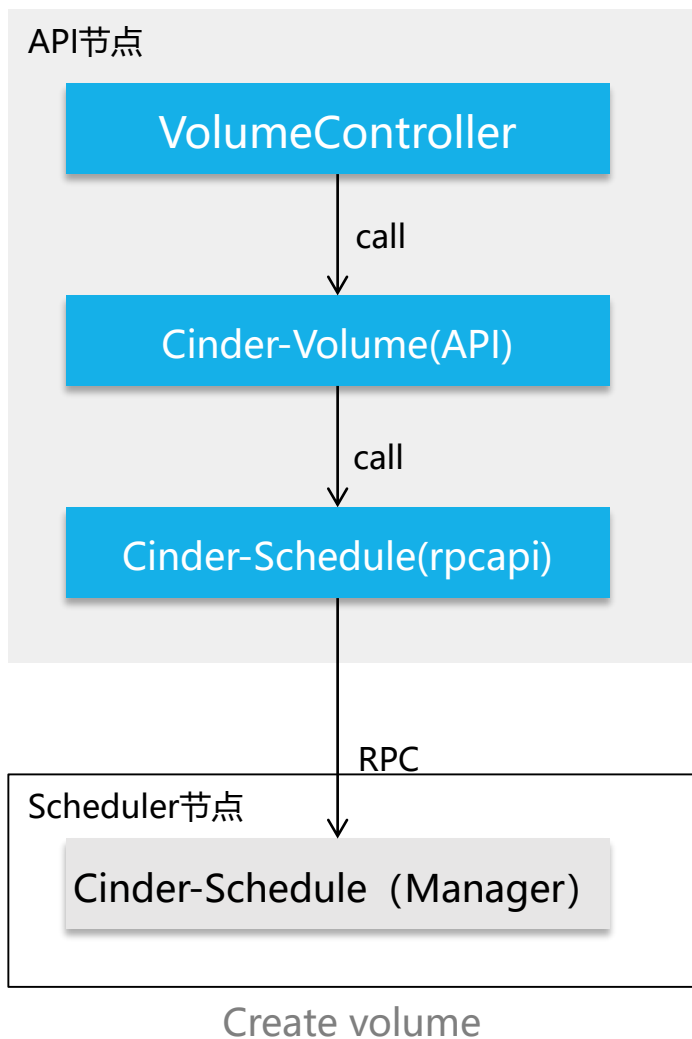 API节点
VolumeController
call
Cinder-Volume(API)
call
Cinder-Schedule(rpcapi)
RPC
Scheduler节点
Cinder-Schedule（Manager）
Create volume